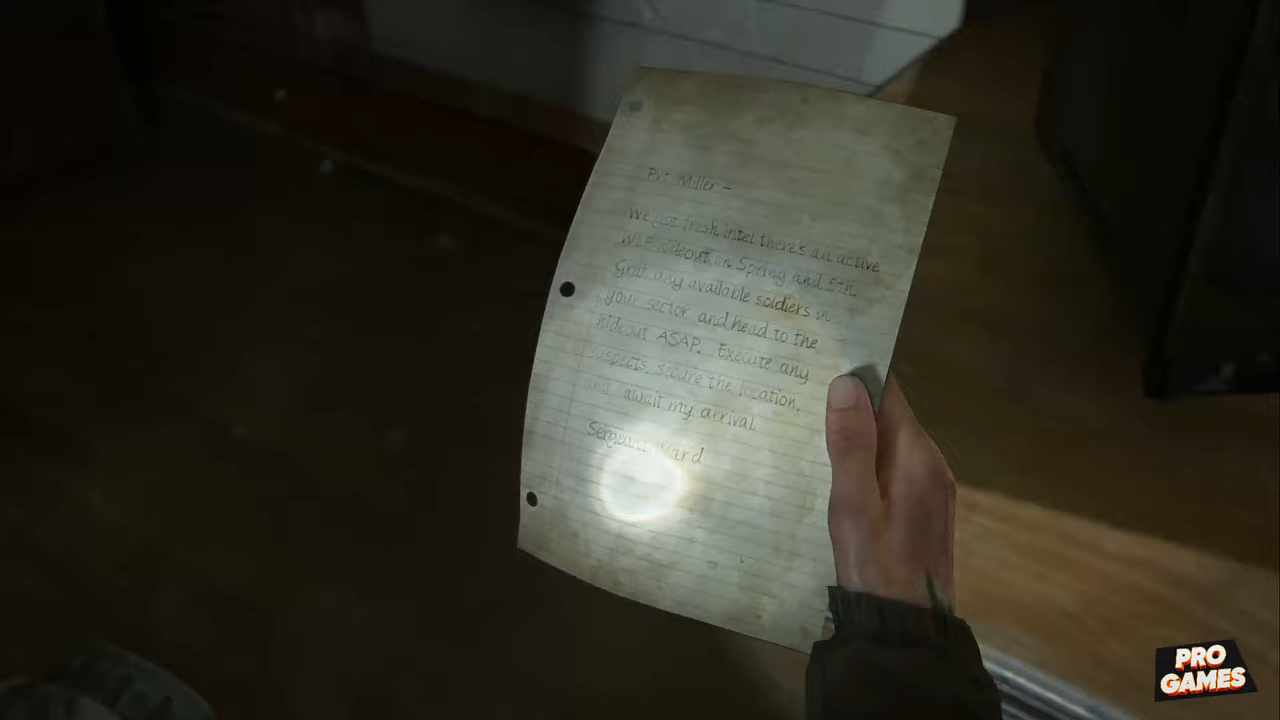 Pvt Miller -
We got fresh intel there's an active
WLF hideout on Spring and 5th.
Grab any available soldiers in
your sector and head to the
hideout ASAP. Execute any
suspects, secure the location,
and await my arrival.
Sergeant Ward
PRO
GAMES